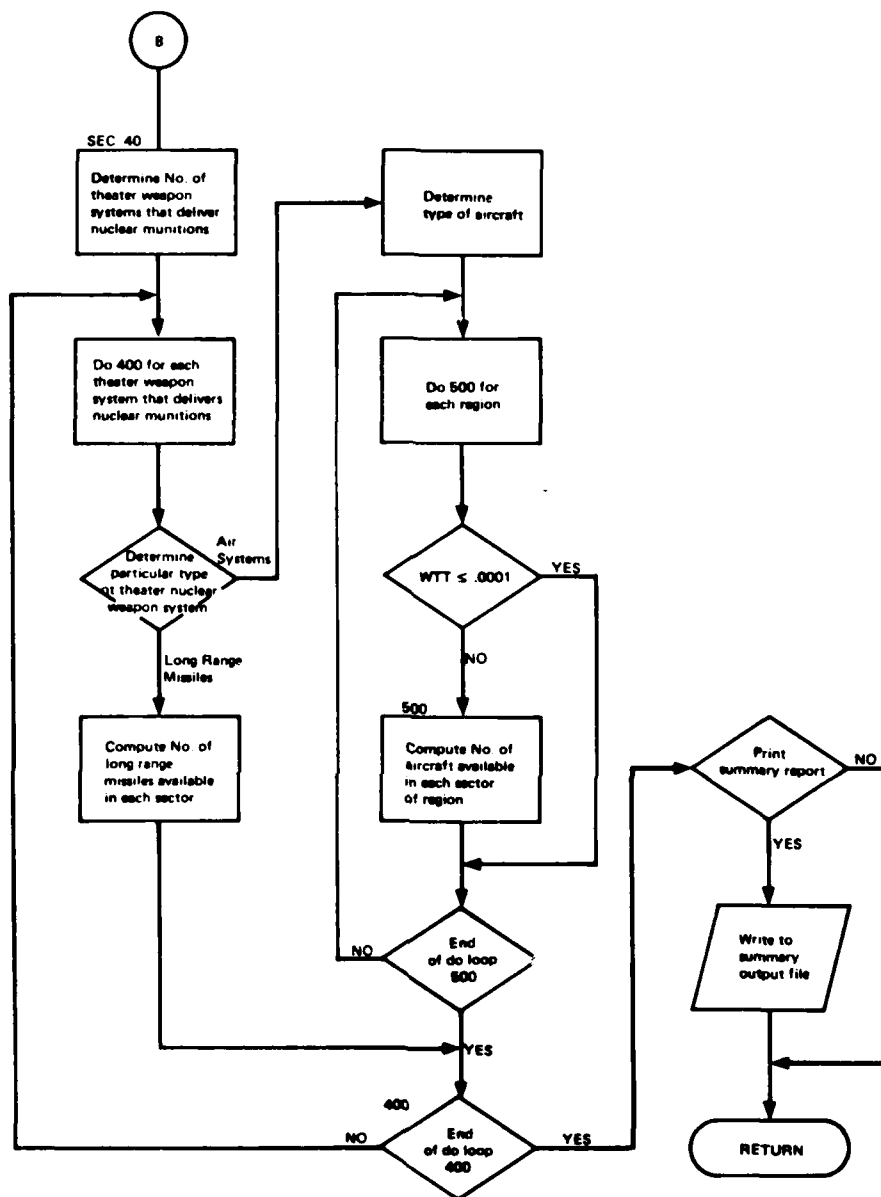 B
SEC 40
Determine No. of
theater weapon
systems that deliver
nuclear munitions
Do 400 for each
theater weapon
system that delivers
nuclear munitions
Determine
particular type
of theater nuclear
weapon system
Air
Systems
Long Range
Missiles
Compute No. of
long range
missiles available
in each sector
Determine
type of aircraft
Do 500 for
each region
WTT ≤ .0001
YES
NO
500
Compute No. of
aircraft available
in each sector
of region
End
of do loop
500
NO
YES
400
End
of do loop
400
NO
YES
Print
summary report
NO
YES
Write to
summary
output file
RETURN